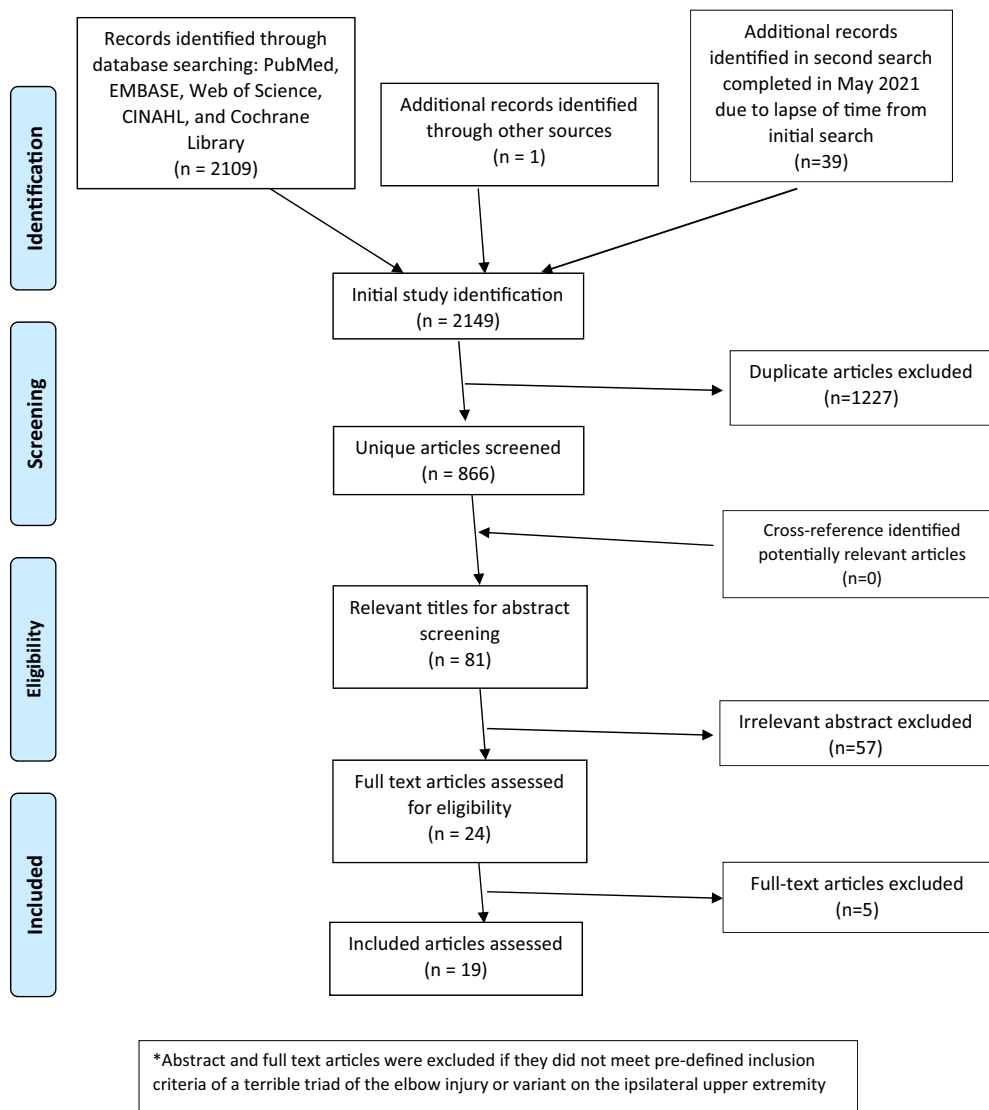 Records identified through
database searching: PubMed,
EMBASE, Web of Science,
CINAHL, and Cochrane
Library
(n = 2109)
Additional records identified
through other sources
(n = 1)
Additional records
identified in second search
completed in May 2021
due to lapse of time from
initial search
(n=39)
Identification
Initial study identification
(n = 2149)
Screening
Duplicate articles excluded
(n=1227)
Unique articles screened
(n = 866)
Cross-reference identified
potentially relevant articles
(n=0)
Eligibility
Relevant titles for abstract
screening
(n = 81)
Irrelevant abstract excluded
(n=57)
Full text articles assessed
for eligibility
(n = 24)
Included
Full-text articles excluded
(n=5)
Included articles assessed
(n = 19)
*Abstract and full text articles were excluded if they did not meet pre-defined inclusion
criteria of a terrible triad of the elbow injury or variant on the ipsilateral upper extremity